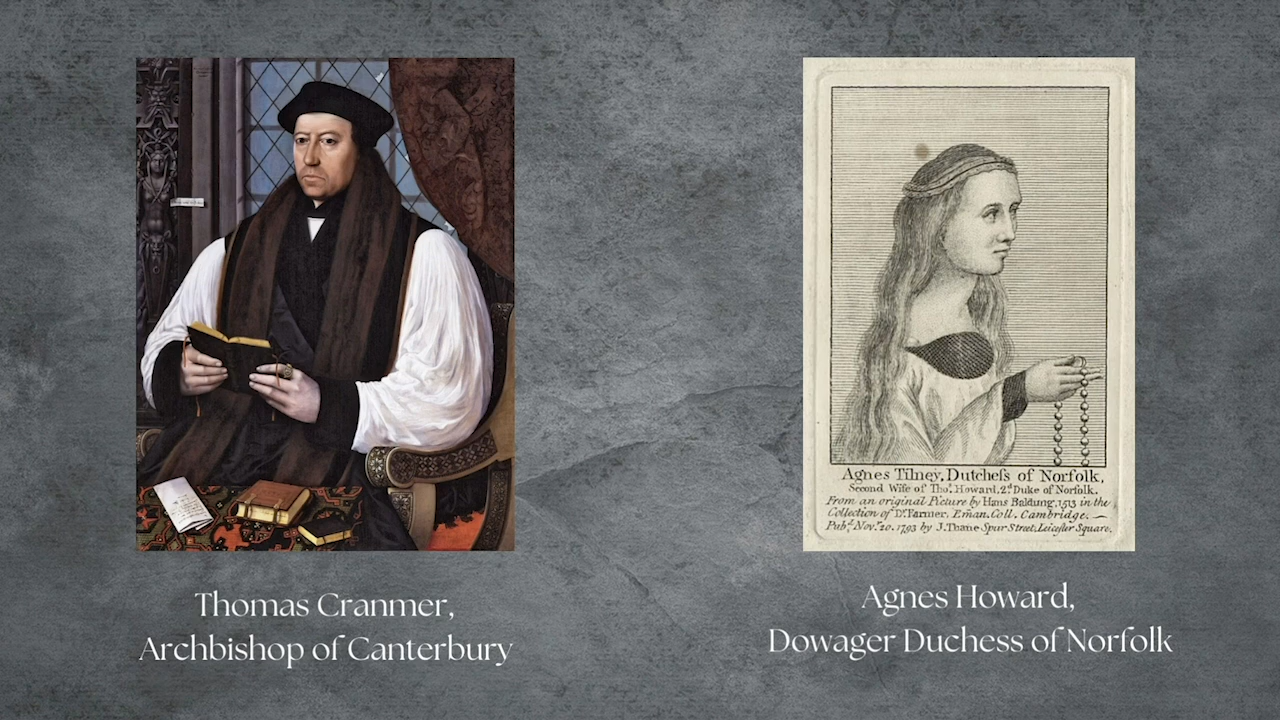 Thomas Cranmer,
Archbishop of Canterbury
Agnes Tilney, Dutcheſs of Norfolk,
Second Wife of Thoˢ. Howard, 2ᵈ Duke of Norfolk.
From an original Picture by Hans Baldung, 1513 in the
Collection of Dʳ. Farmer, Eman. Coll. Cambridge.
Pubᵈ. Novʳ. 20. 1793 by J. Thane Spur Street, Leiceſter Square.
Agnes Howard,
Dowager Duchess of Norfolk